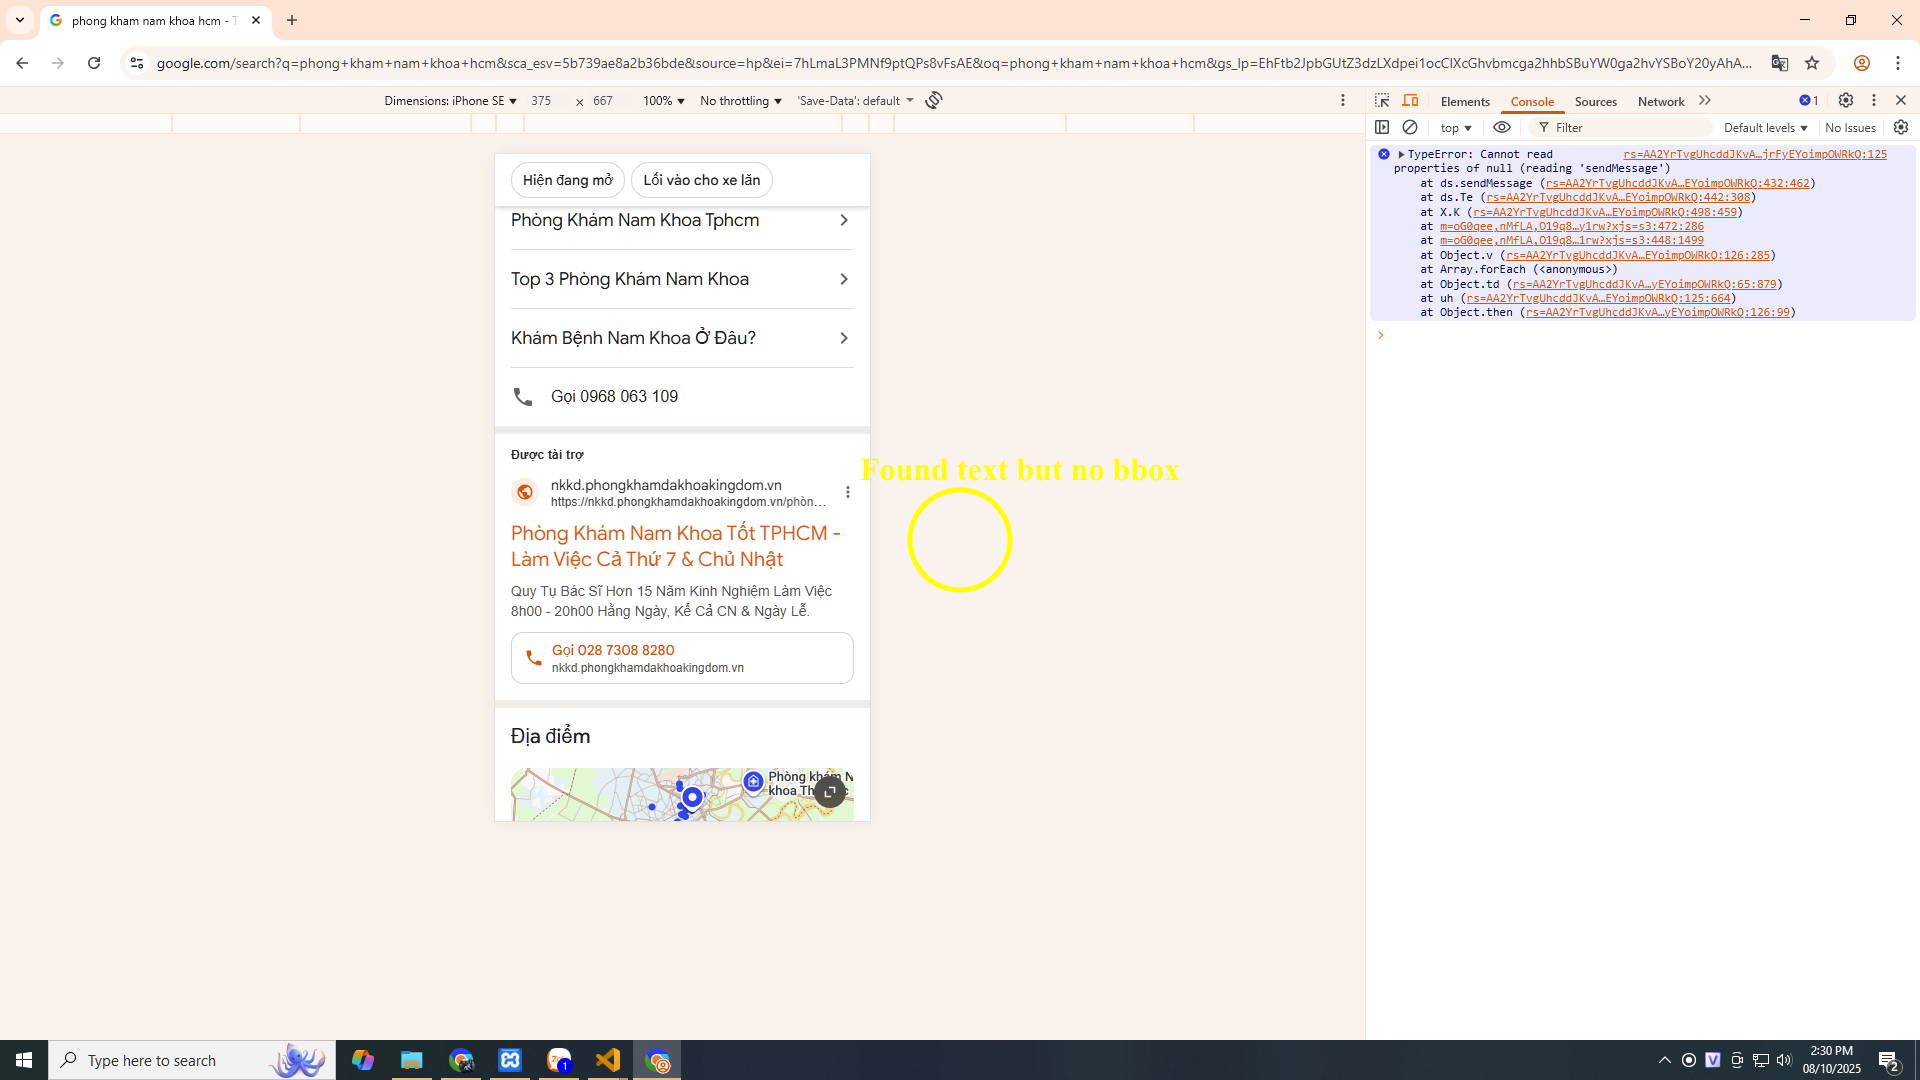 phong kham nam khoa hcm - T
google.com/search?q=phong+kham+nam+khoa+hcm&sca_esv=5b739ae8a2b36bde&source=hp&ei=7hLmaL3PMNf9ptQPs8vFsAE&oq=phong+kham+nam+khoa+hcm&gs_lp=EhFtb2JpbGUtZ3dzLXdpei1ocCIXcGhvbmcga2hhbSBuYW0ga2hvYSBoY20yAhA...
Dimensions: iPhone SE 375 × 667 100% No throttling 'Save-Data': default
Elements Console Sources Network 1
top Filter Default levels No Issues
Hiện đang mở Lối vào cho xe lăn
Phòng Khám Nam Khoa Tphcm
Top 3 Phòng Khám Nam Khoa
Khám Bệnh Nam Khoa Ở Đâu?
Gọi 0968 063 109
Được tài trợ
nkkd.phongkhamdakhoakingdom.vn
https://nkkd.phongkhamdakhoakingdom.vn/phòn...
Phòng Khám Nam Khoa Tốt TPHCM -
Làm Việc Cả Thứ 7 & Chủ Nhật
Quy Tụ Bác Sĩ Hơn 15 Năm Kinh Nghiệm Làm Việc
8h00 - 20h00 Hằng Ngày, Kể Cả CN & Ngày Lễ.
Gọi 028 7308 8280
nkkd.phongkhamdakhoakingdom.vn
Địa điểm
Phòng khám N
khoa Th
Found text but no bbox
TypeError: Cannot read rs=AA2YrTvgUhcddJKvA…jrFyEYoimpOWRkQ:125
properties of null (reading 'sendMessage')
at ds.sendMessage (rs=AA2YrTvgUhcddJKvA…EYoimpOWRkQ:432:462)
at ds.Te (rs=AA2YrTvgUhcddJKvA…EYoimpOWRkQ:442:308)
at X.K (rs=AA2YrTvgUhcddJKvA…EYoimpOWRkQ:498:459)
at m=oG0qee,nMfLA,O19q8…y1rw?xjs=s3:472:286
at m=oG0qee,nMfLA,O19q8…1rw?xjs=s3:448:1499
at Object.v (rs=AA2YrTvgUhcddJKvA…EYoimpOWRkQ:126:285)
at Array.forEach (<anonymous>)
at Object.td (rs=AA2YrTvgUhcddJKvA…yEYoimpOWRkQ:65:879)
at uh (rs=AA2YrTvgUhcddJKvA…EYoimpOWRkQ:125:664)
at Object.then (rs=AA2YrTvgUhcddJKvA…yEYoimpOWRkQ:126:99)
Type here to search
1
2:30 PM
08/10/2025
2